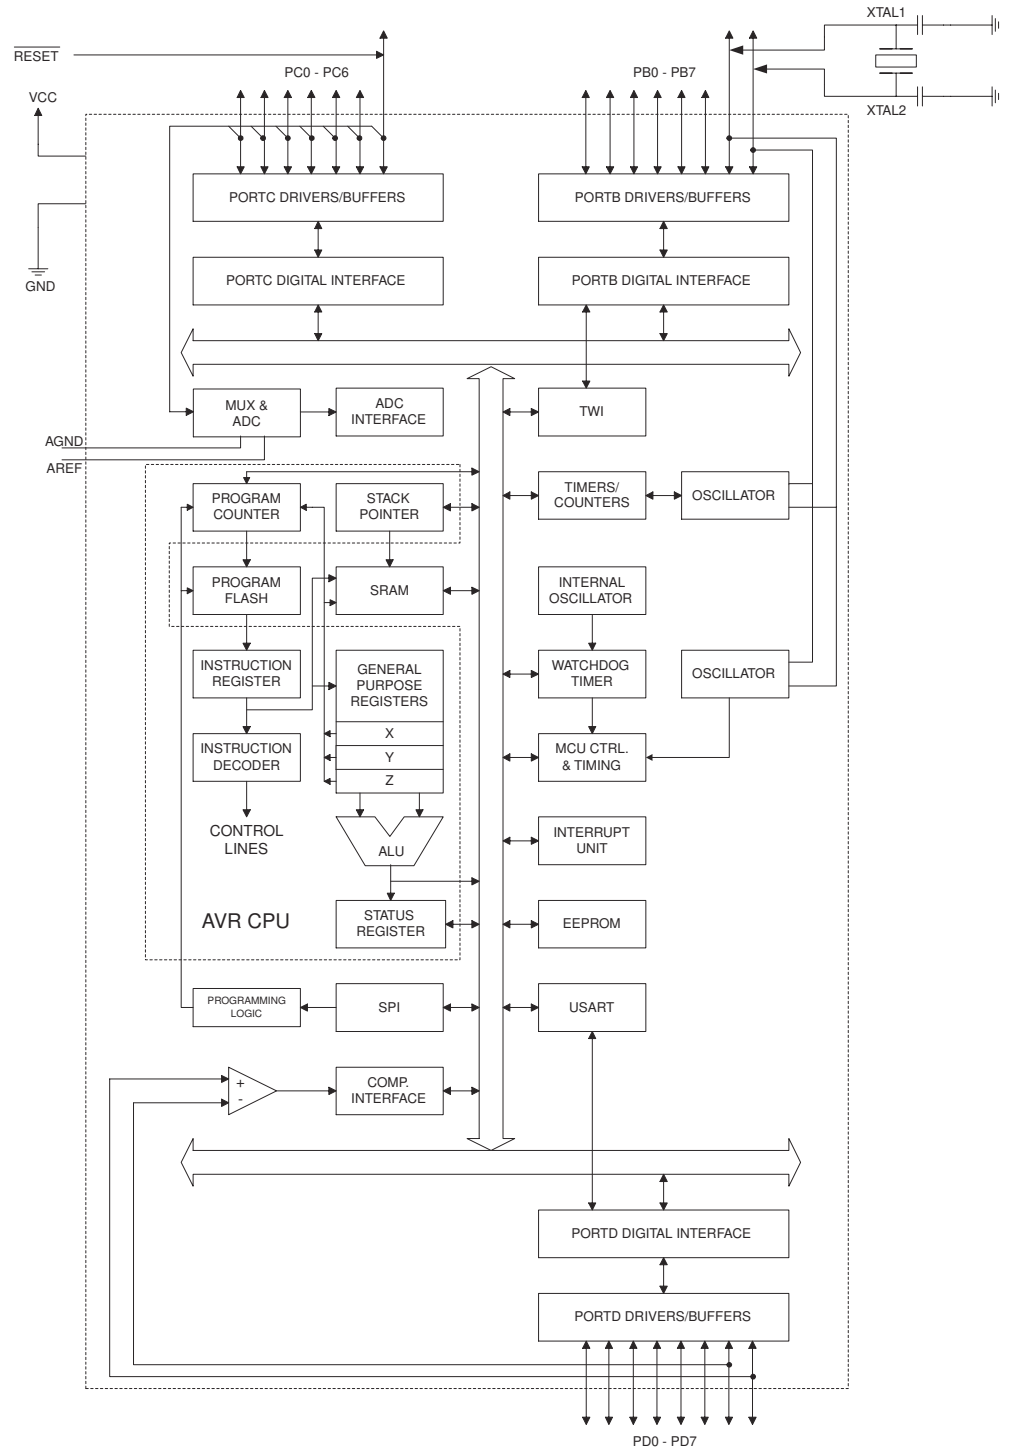 XTAL1
RESET
PC0 - PC6
PB0 - PB7
VCC
XTAL2
PORTC DRIVERS/BUFFERS
PORTB DRIVERS/BUFFERS
GND
PORTC DIGITAL INTERFACE
PORTB DIGITAL INTERFACE
MUX &
ADC
ADC
INTERFACE
TWI
AGND
AREF
PROGRAM
COUNTER
STACK
POINTER
TIMERS/
COUNTERS
OSCILLATOR
PROGRAM
FLASH
SRAM
INTERNAL
OSCILLATOR
INSTRUCTION
REGISTER
GENERAL
PURPOSE
REGISTERS
WATCHDOG
TIMER
OSCILLATOR
X
INSTRUCTION
DECODER
Y
Z
MCU CTRL.
& TIMING
CONTROL
LINES
ALU
INTERRUPT
UNIT
AVR CPU
STATUS
REGISTER
EEPROM
PROGRAMMING
LOGIC
SPI
USART
+
-
COMP.
INTERFACE
PORTD DIGITAL INTERFACE
PORTD DRIVERS/BUFFERS
PD0 - PD7